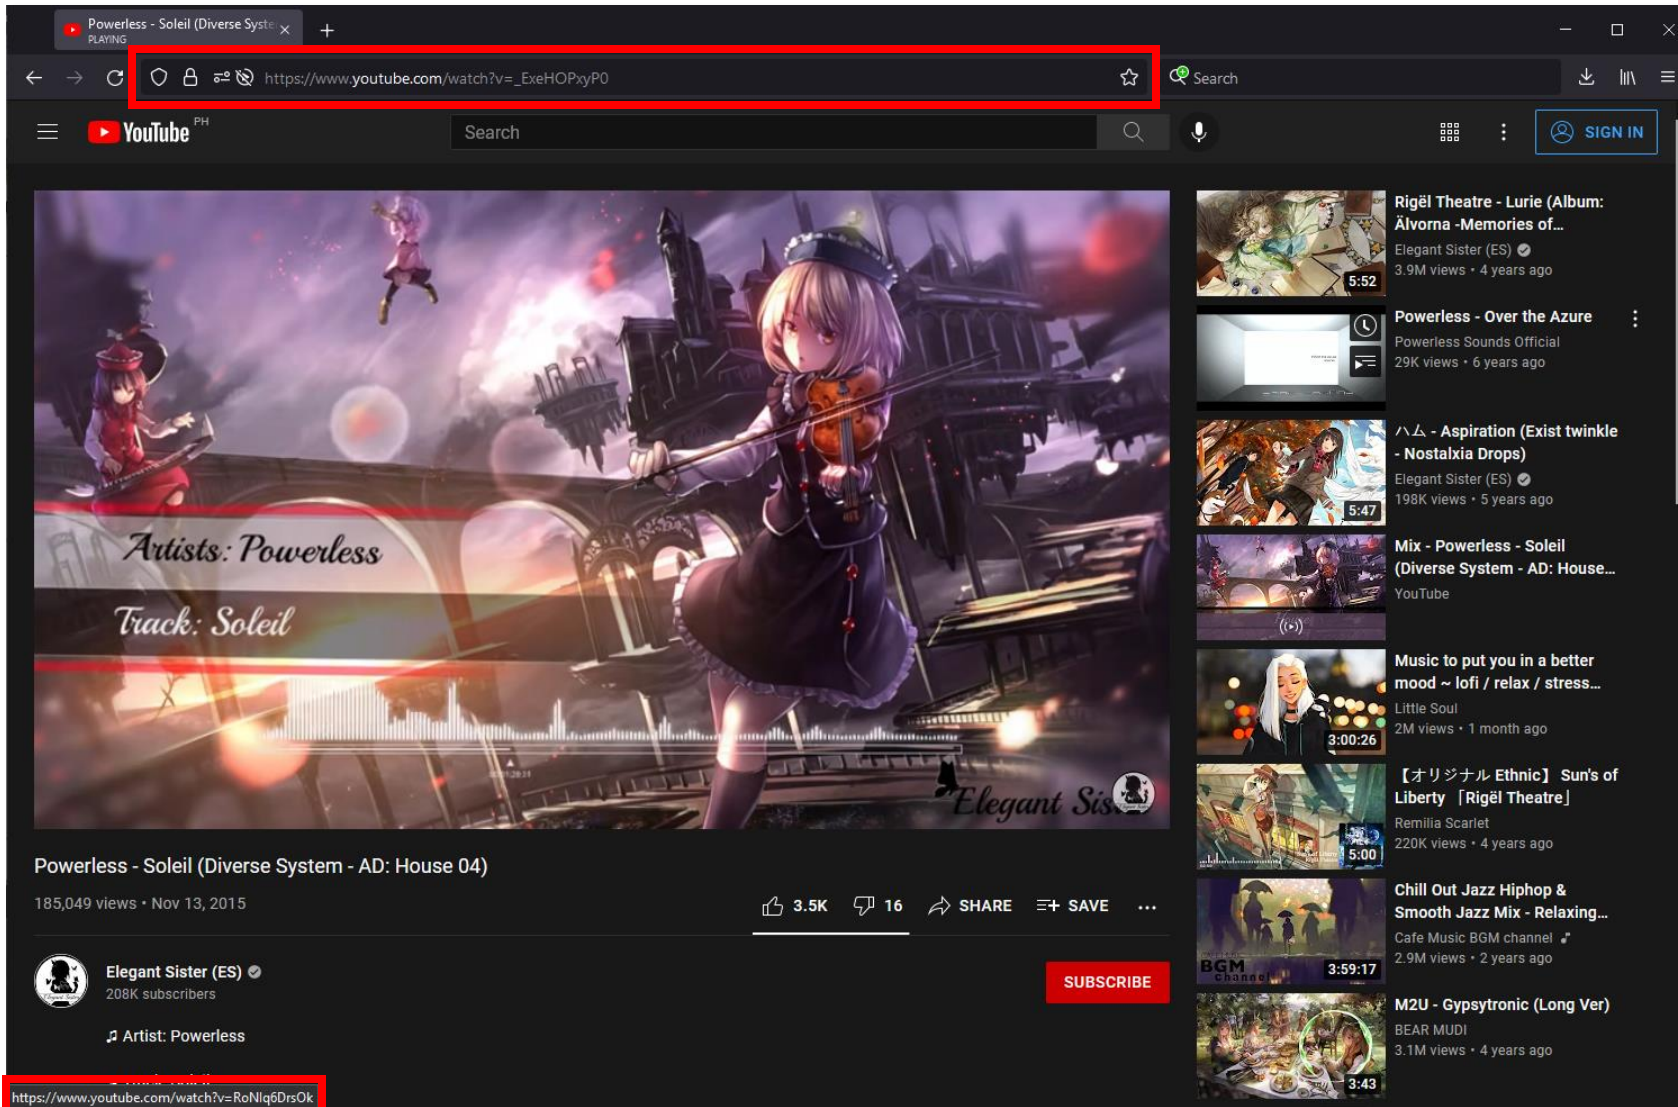 Powerless - Soleil (Diverse Syste
PLAYING
https://www.youtube.com/watch?v=_ExeHOPxyP0
Search
YouTube PH
Search
SIGN IN
Artists: Powerless
Track: Soleil
Elegant Sis
Powerless - Soleil (Diverse System - AD: House 04)
185,049 views • Nov 13, 2015
3.5K
16
SHARE
SAVE
Elegant Sister (ES)
208K subscribers
SUBSCRIBE
♫ Artist: Powerless
https://www.youtube.com/watch?v=RoNlq6DrsOk
Rigël Theatre - Lurie (Album:
Älvorna -Memories of...
Elegant Sister (ES)
3.9M views • 4 years ago
5:52
Powerless - Over the Azure
Powerless Sounds Official
29K views • 6 years ago
ハム - Aspiration (Exist twinkle
- Nostalxia Drops)
Elegant Sister (ES)
198K views • 5 years ago
5:47
Mix - Powerless - Soleil
(Diverse System - AD: House...
YouTube
Music to put you in a better
mood ~ lofi / relax / stress...
Little Soul
2M views • 1 month ago
3:00:26
【オリジナル Ethnic】 Sun's of
Liberty 「Rigël Theatre」
Remilia Scarlet
220K views • 4 years ago
5:00
Chill Out Jazz Hiphop &
Smooth Jazz Mix - Relaxing...
Cafe Music BGM channel
2.9M views • 2 years ago
BGM
channel
3:59:17
M2U - Gypsytronic (Long Ver)
BEAR MUDI
3.1M views • 4 years ago
3:43